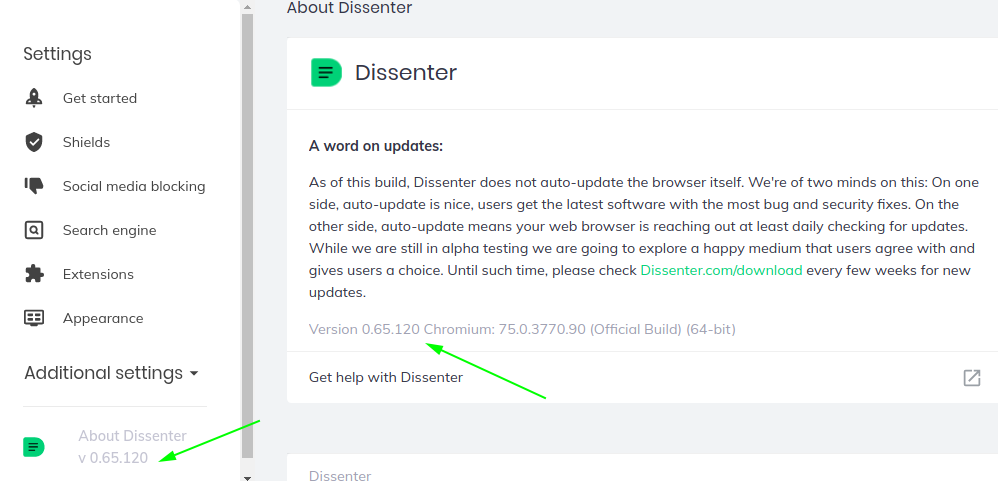 Settings
Get started
Shields
Social media blocking
Search engine
Extensions
Appearance
Additional settings
About Dissenter
v 0.65.120
About Dissenter
Dissenter
A word on updates:
As of this build, Dissenter does not auto-update the browser itself. We're of two minds on this: On one
side, auto-update is nice, users get the latest software with the most bug and security fixes. On the
other side, auto-update means your web browser is reaching out at least daily checking for updates.
While we are still in alpha testing we are going to explore a happy medium that users agree with and
gives users a choice. Until such time, please check Dissenter.com/download every few weeks for new
updates.
Version 0.65.120 Chromium: 75.0.3770.90 (Official Build) (64-bit)
Get help with Dissenter
Dissenter